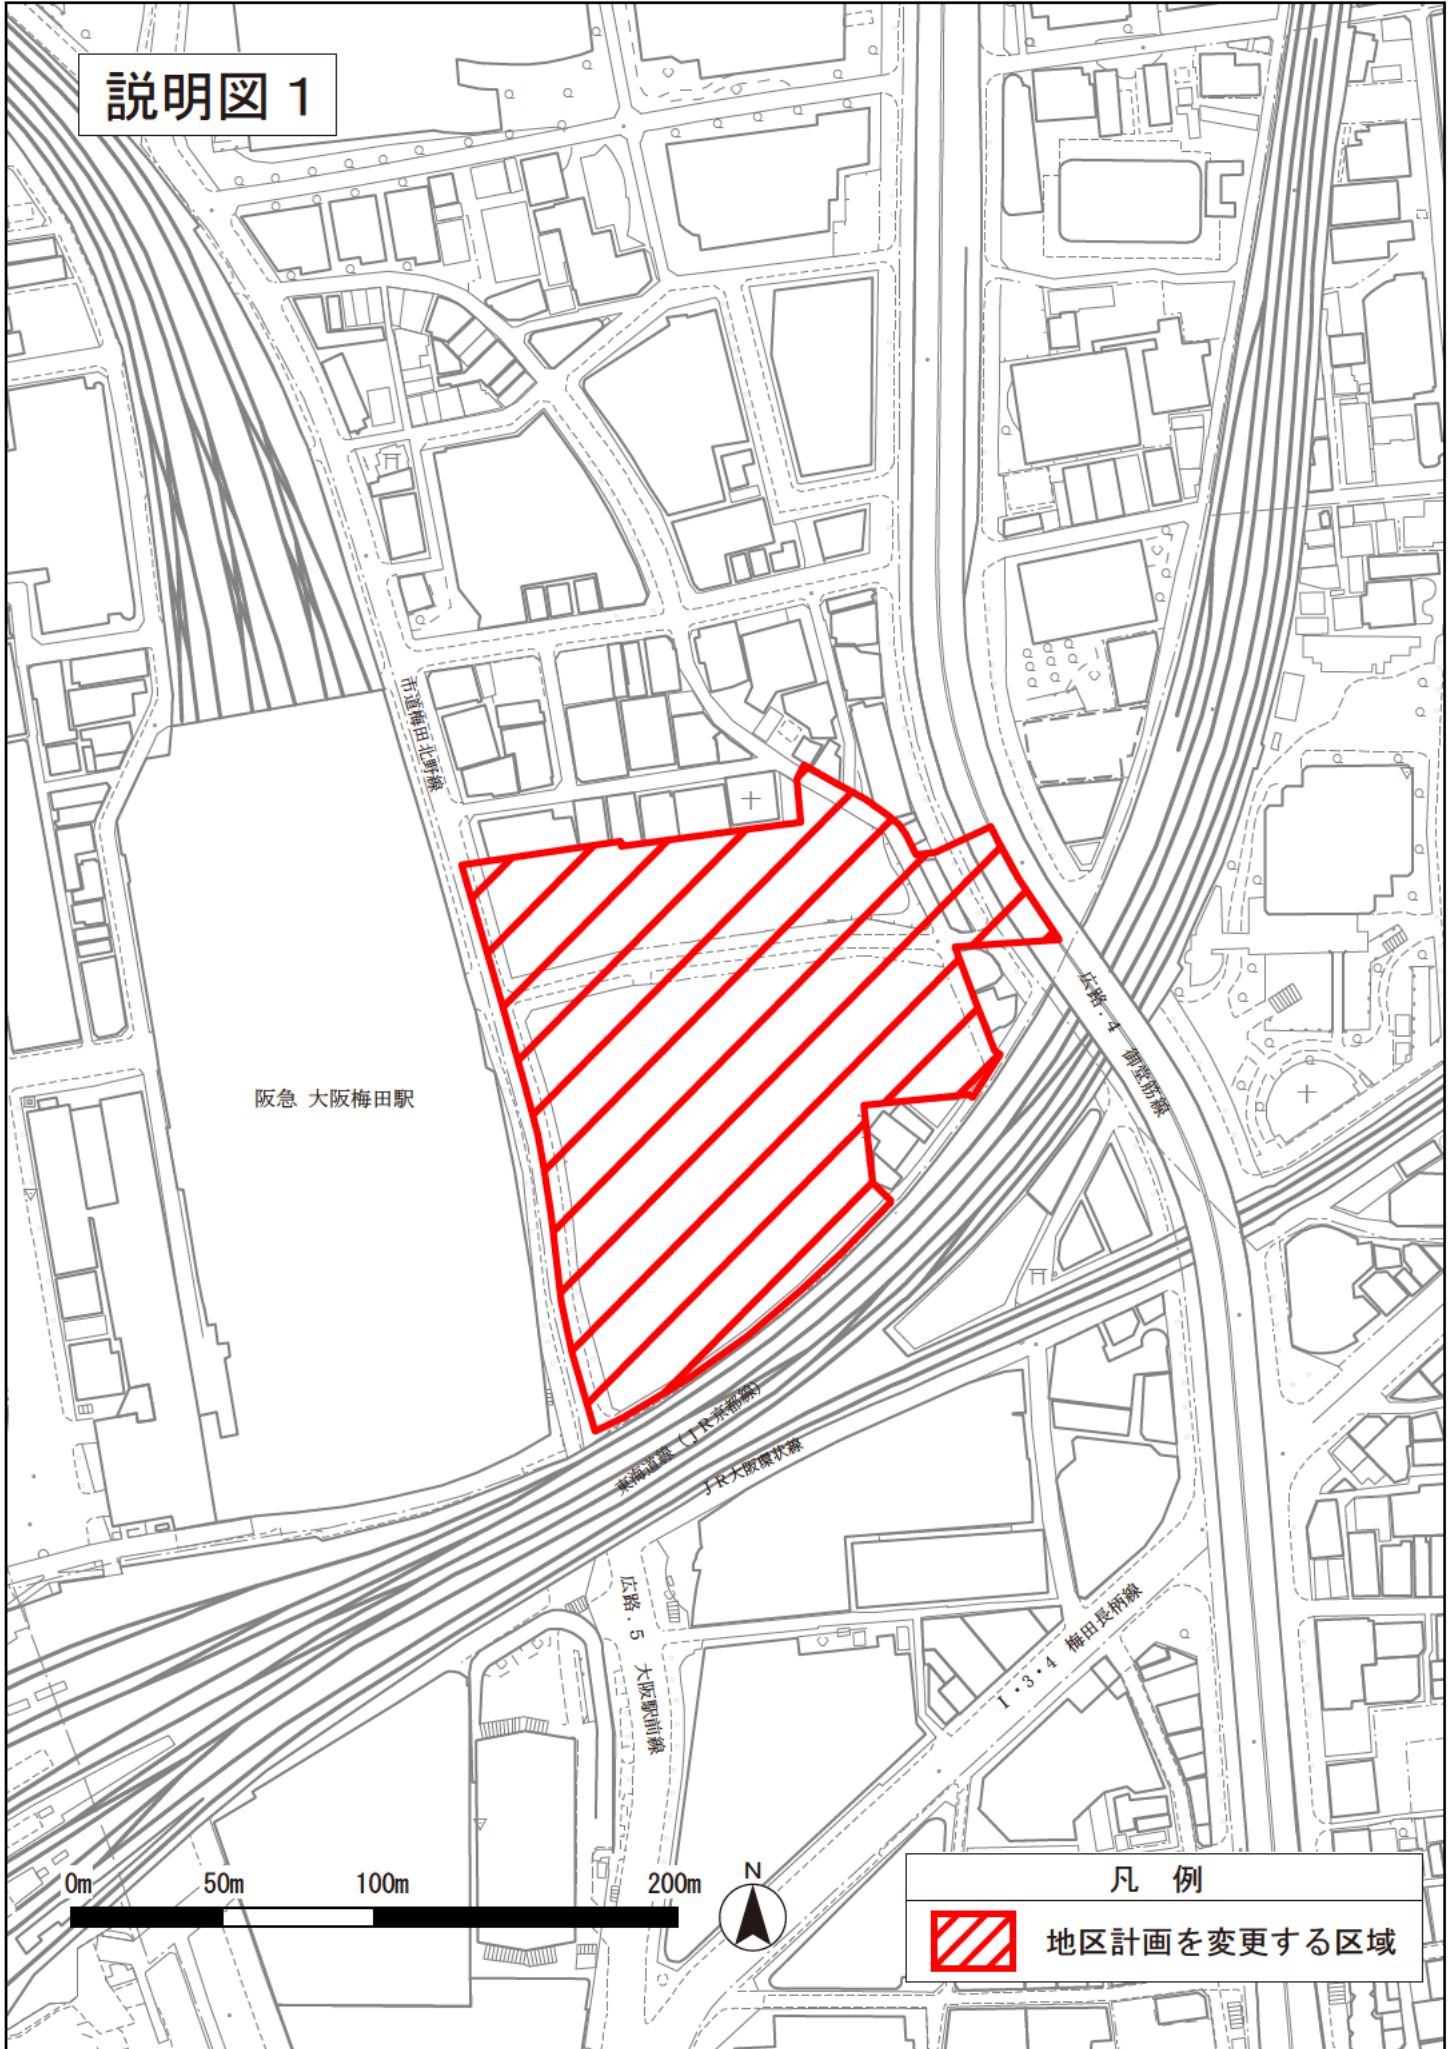 説明図１
市道梅田北野線
阪急 大阪梅田駅
広路・4 御堂筋線
東海道線（ＪＲ京都線）
ＪＲ大阪環状線
広路・5 大阪駅前線
Ⅰ・3・4 梅田長柄線
0m 50m 100m 200m
N
凡 例
地区計画を変更する区域